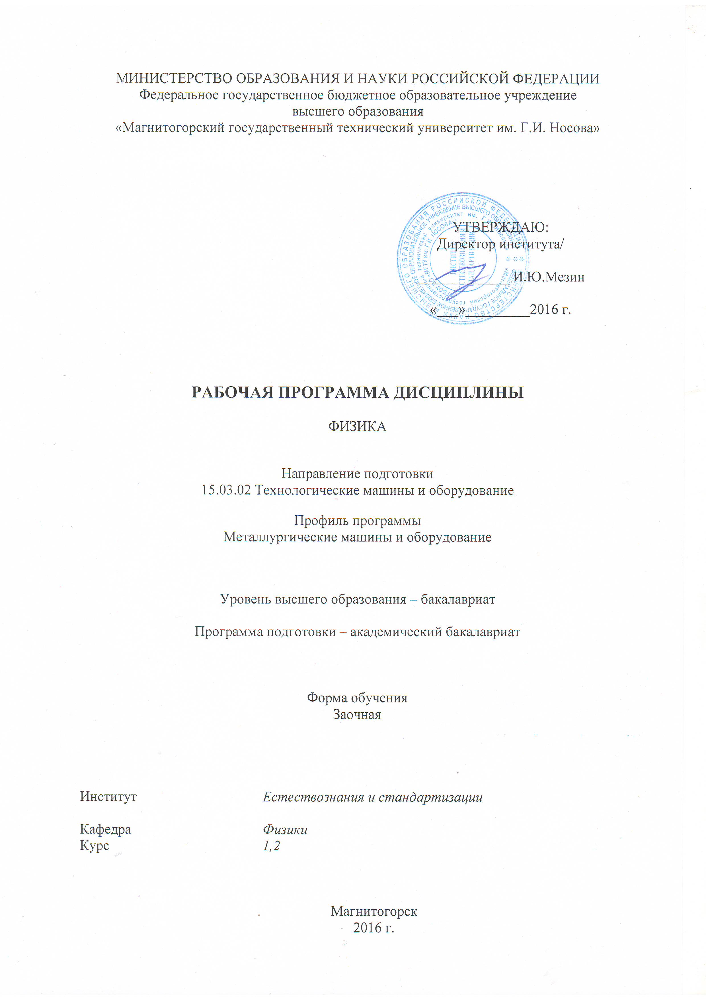 МИНИСТЕРСТВО ОБРАЗОВАНИЯ И НАУКИ РОССИЙСКОЙ ФЕДЕРАЦИИ
Федеральное государственное бюджетное образовательное учреждение
высшего образования
«Магнитогорский государственный технический университет им. Г.И. Носова»
УТВЕРЖДАЮ:
Директор института/
_____________ И.Ю.Мезин
«___»_________2016 г.
РАБОЧАЯ ПРОГРАММА ДИСЦИПЛИНЫ
ФИЗИКА
Направление подготовки
15.03.02 Технологические машины и оборудование
Профиль программы
Металлургические машины и оборудование
Уровень высшего образования – бакалавриат
Программа подготовки – академический бакалавриат
Форма обучения
Заочная
Институт Естествознания и стандартизации
Кафедра Физики
Курс 1,2
Магнитогорск
2016 г.